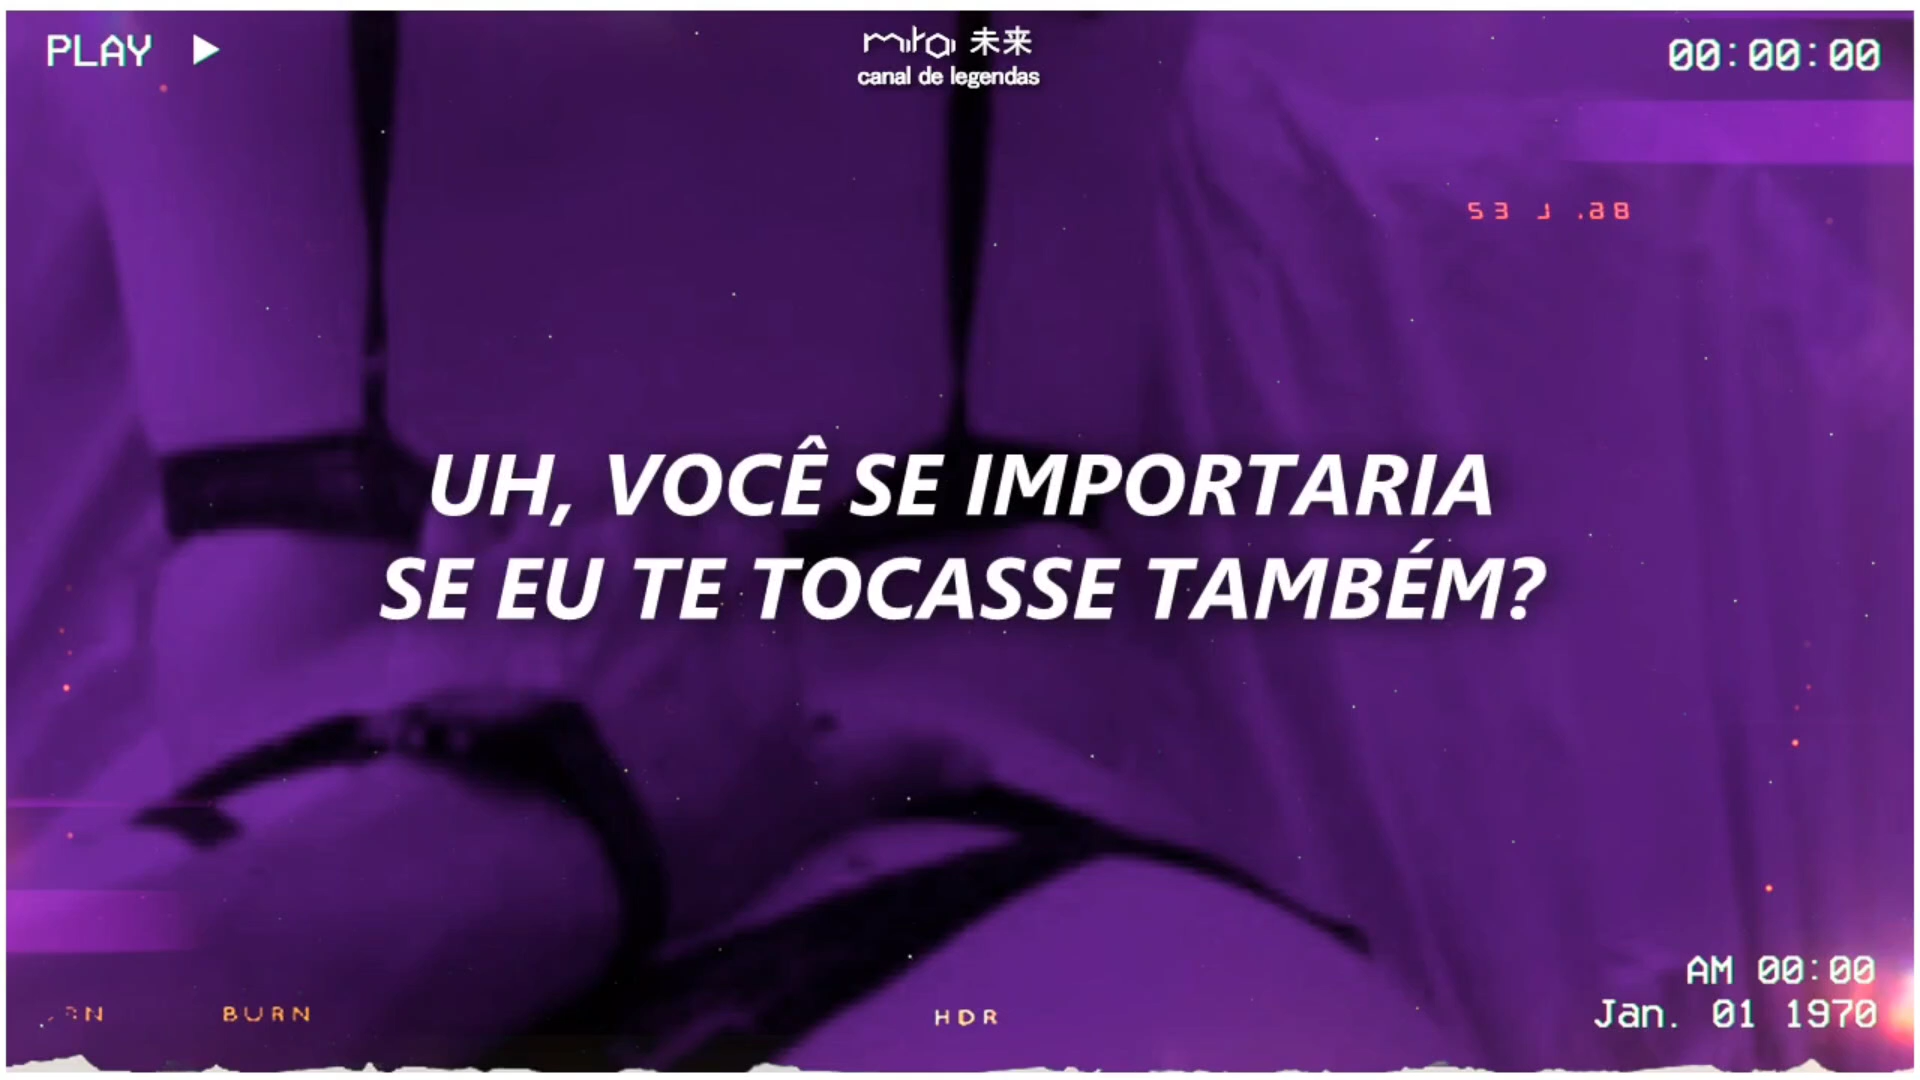 PLAY
mirai 未来
canal de legendas
00:00:00
UH, VOCÊ SE IMPORTARIA
SE EU TE TOCASSE TAMBÉM?
BURN
HDR
AM 00:00
Jan. 01 1970